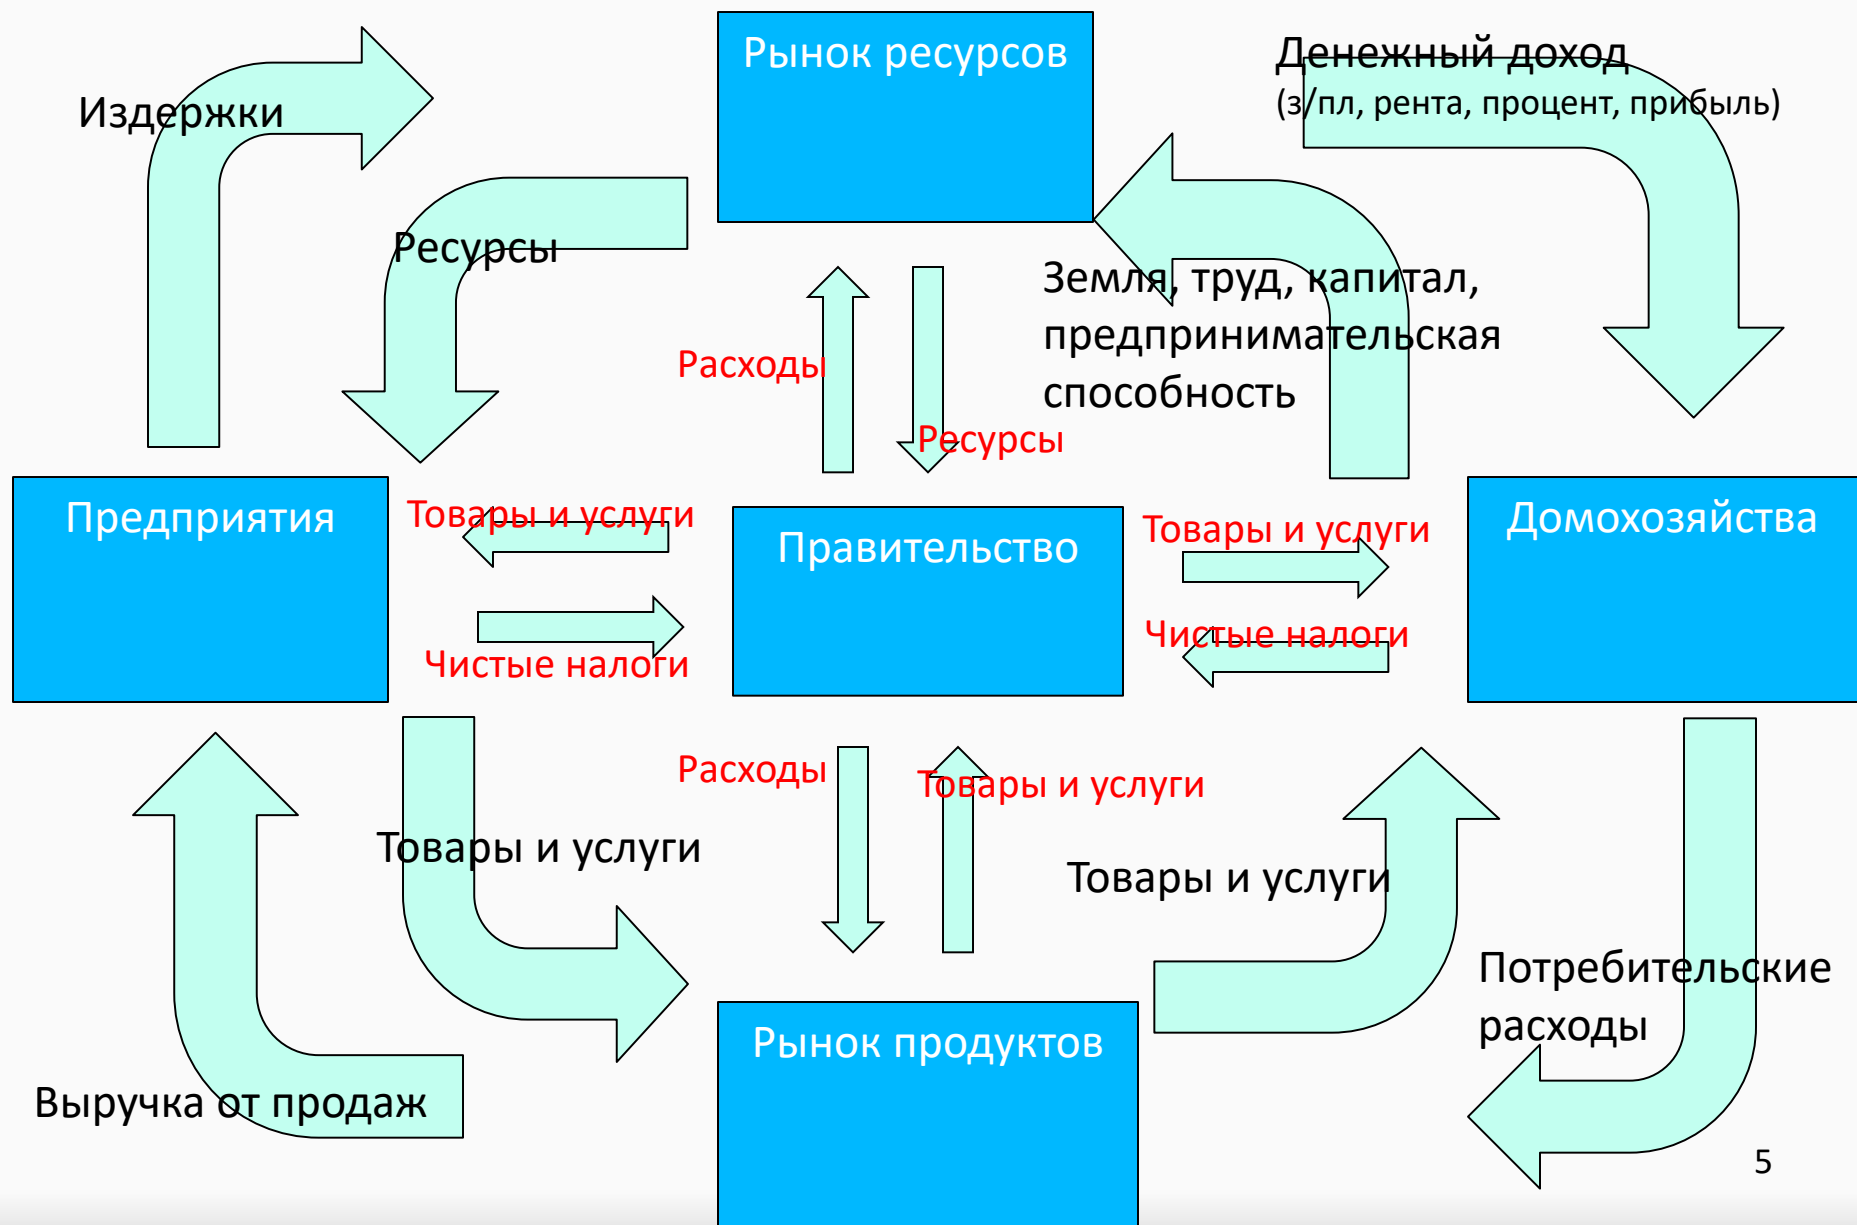 Рынок ресурсов
Денежный доход
(з/пл, рента, процент, прибыль)
Издержки
Ресурсы
Земля, труд, капитал,
предпринимательская
способность
Расходы
Ресурсы
Предприятия
Товары и услуги
Правительство
Товары и услуги
Домохозяйства
Чистые налоги
Чистые налоги
Расходы
Товары и услуги
Товары и услуги
Товары и услуги
Потребительские
расходы
Рынок продуктов
Выручка от продаж
5